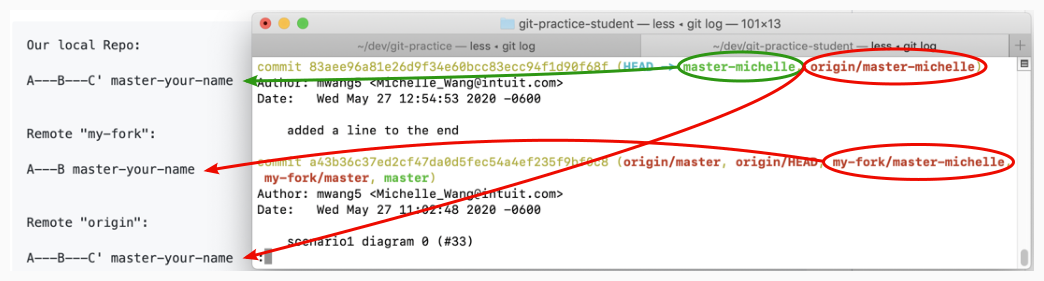 Our local Repo:
A---B---C' master-your-name
Remote "my-fork":
A---B master-your-name
Remote "origin":
A---B---C' master-your-name
git-practice-student — less ◂ git log — 101×13
~/dev/git-practice — less ◂ git log
~/dev/git-practice-student — less ◂ git log
+
commit 83aee96a81e26d9f34e60bcc83ecc94f1d90f68f (HEAD -> master-michelle, origin/master-michelle)
Author: mwang5 <Michelle_Wang@intuit.com>
Date:   Wed May 27 12:54:53 2020 -0600
added a line to the end
commit a43b36c37ed2cf47da0d5fec54a4ef235f9bf0c8 (origin/master, origin/HEAD, my-fork/master-michelle,
my-fork/master, master)
Author: mwang5 <Michelle_Wang@intuit.com>
Date:   Wed May 27 11:02:48 2020 -0600
scenario1 diagram 0 (#33)
: